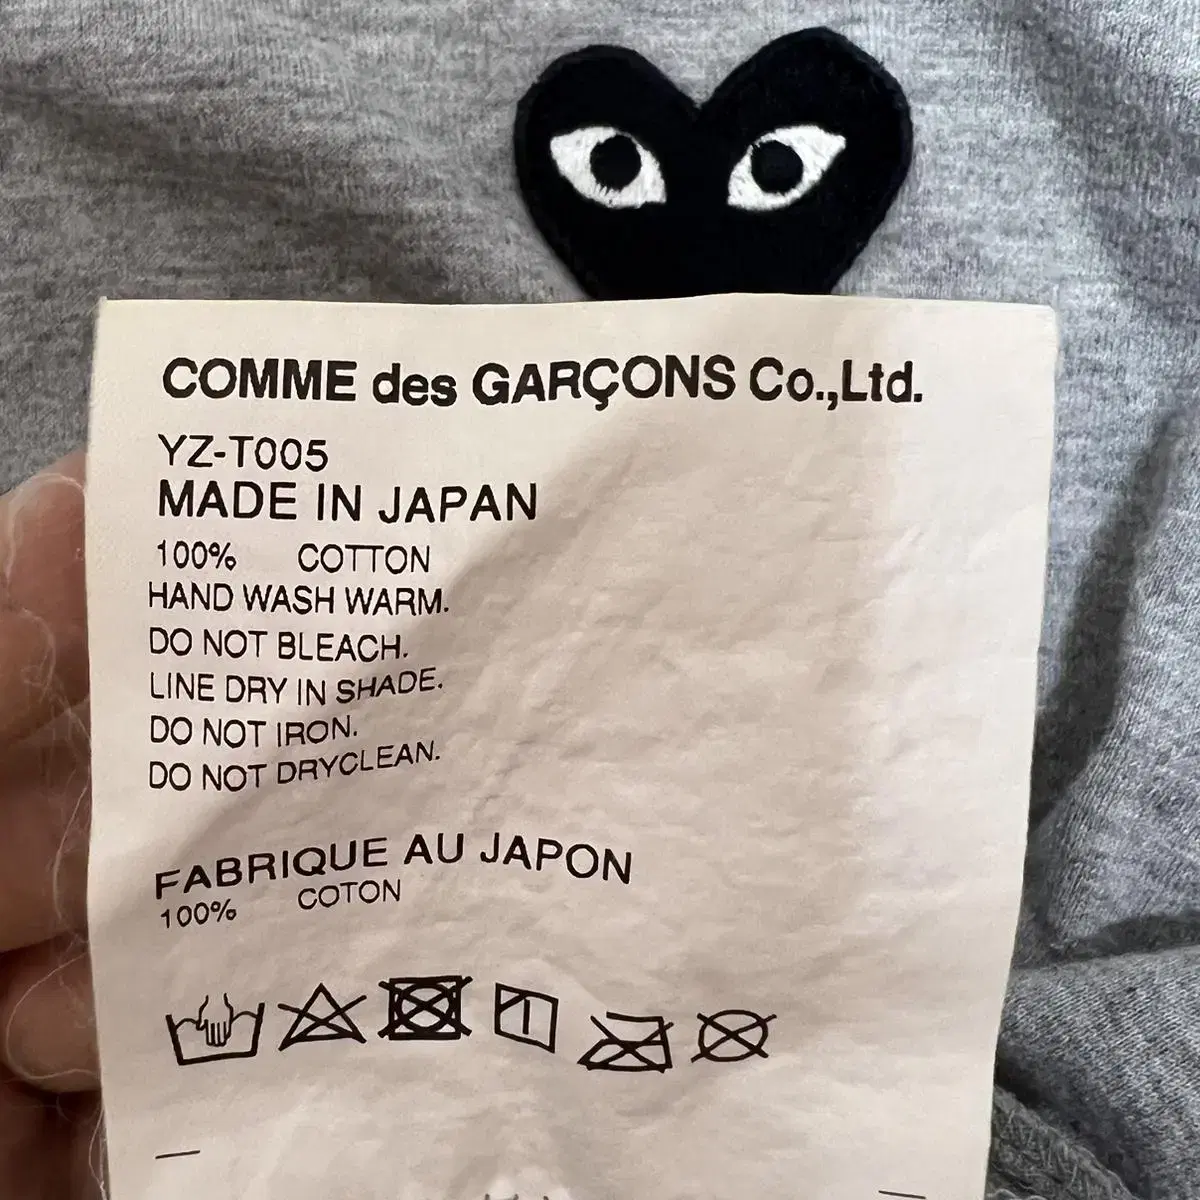 COMME des GARÇONS Co.,Ltd.
YZ-T005
MADE IN JAPAN
100% COTTON
HAND WASH WARM.
DO NOT BLEACH.
LINE DRY IN SHADE.
DO NOT IRON.
DO NOT DRYCLEAN.
FABRIQUE AU JAPON
100% COTON